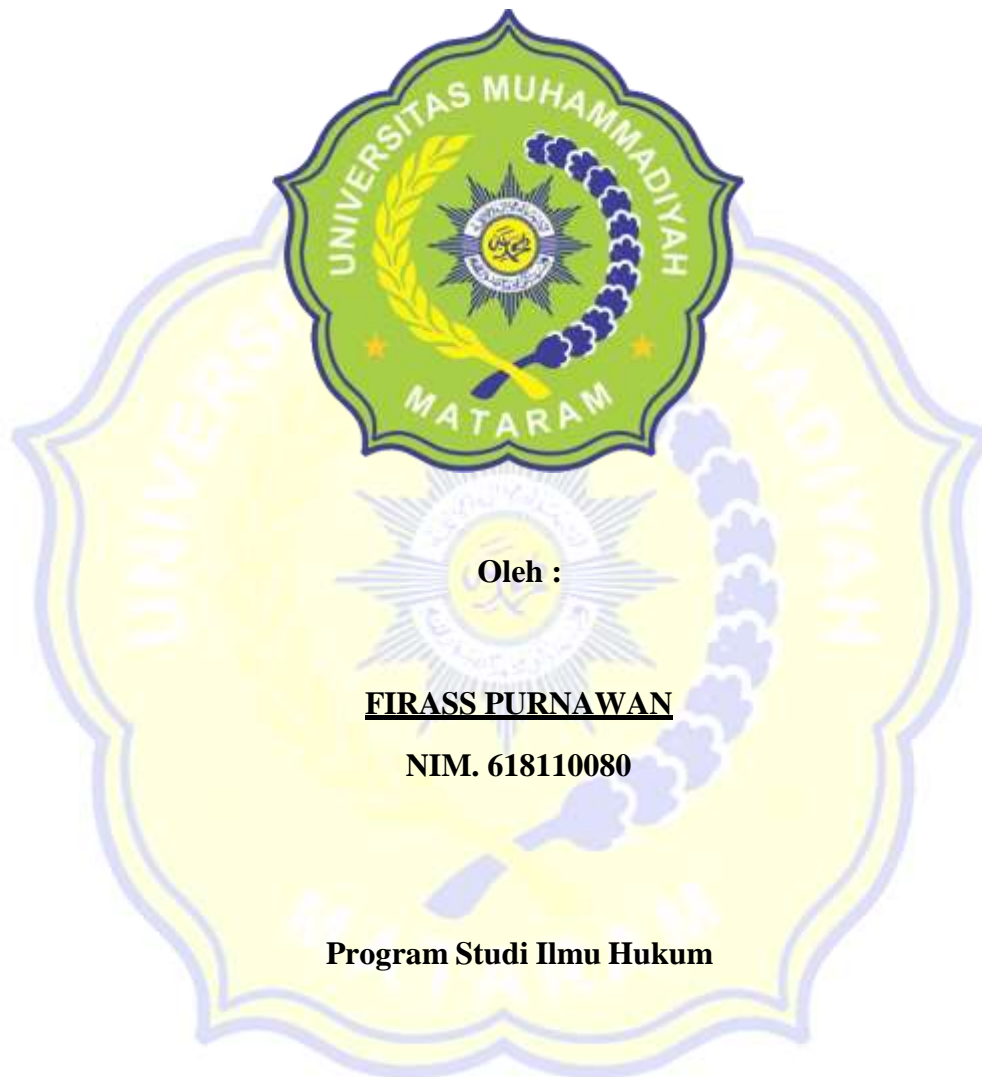 UNIVERSITAS MUHAMMADIYAH
MATARAM
Oleh :
FIRASS PURNAWAN
NIM. 618110080
Program Studi Ilmu Hukum